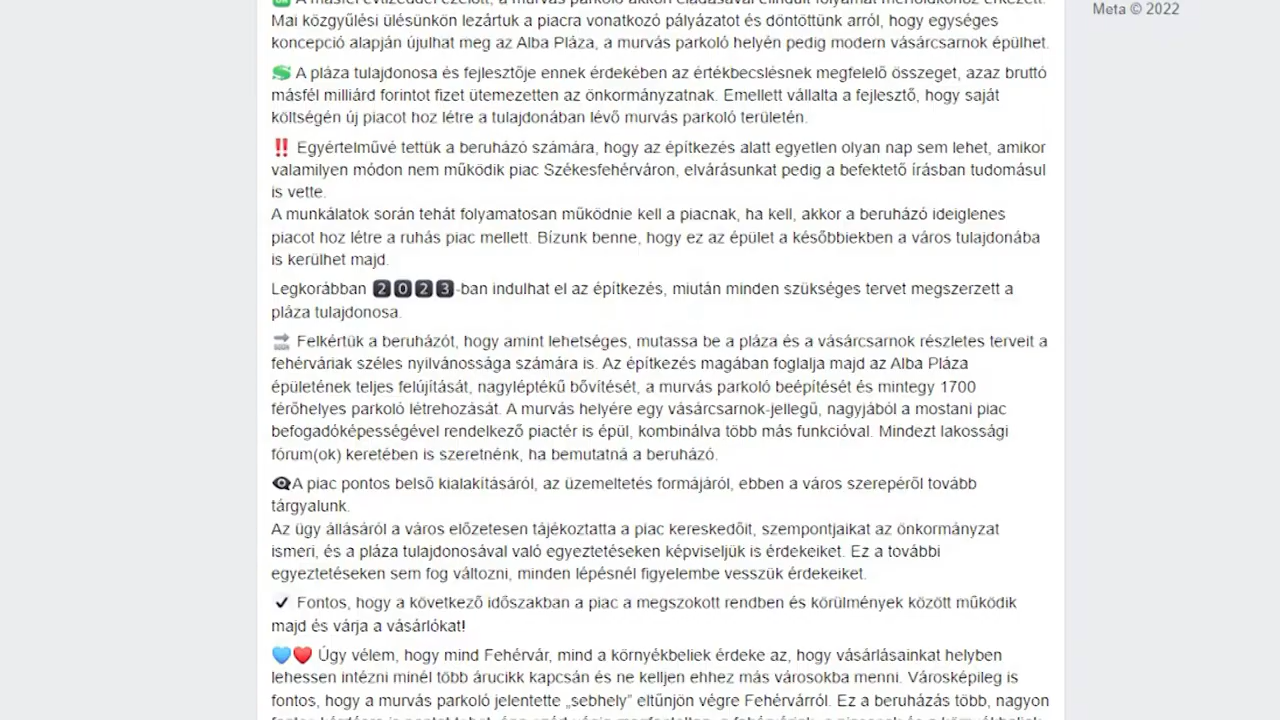 Meta © 2022
Mai közgyűlési ülésünkön lezártuk a piacra vonatkozó pályázatot és döntöttünk arról, hogy egységes
koncepció alapján újulhat meg az Alba Pláza, a murvás parkoló helyén pedig modern vásárcsarnok épülhet.
💲 A pláza tulajdonosa és fejlesztője ennek érdekében az értékbecslésnek megfelelő összeget, azaz bruttó
másfél milliárd forintot fizet ütemezetten az önkormányzatnak. Emellett vállalta a fejlesztő, hogy saját
költségén új piacot hoz létre a tulajdonában lévő murvás parkoló területén.
‼️ Egyértelművé tettük a beruházó számára, hogy az építkezés alatt egyetlen olyan nap sem lehet, amikor
valamilyen módon nem működik piac Székesfehérváron, elvárásunkat pedig a befektető írásban tudomásul
is vette.
A munkálatok során tehát folyamatosan működnie kell a piacnak, ha kell, akkor a beruházó ideiglenes
piacot hoz létre a ruhás piac mellett. Bízunk benne, hogy ez az épület a későbbiekben a város tulajdonába
is kerülhet majd.
Legkorábban 2023-ban indulhat el az építkezés, miután minden szükséges tervet megszerzett a
pláza tulajdonosa.
🔜 Felkértük a beruházót, hogy amint lehetséges, mutassa be a pláza és a vásárcsarnok részletes terveit a
fehérváriak széles nyilvánossága számára is. Az építkezés magában foglalja majd az Alba Pláza
épületének teljes felújítását, nagyléptékű bővítését, a murvás parkoló beépítését és mintegy 1700
férőhelyes parkoló létrehozását. A murvás helyére egy vásárcsarnok-jellegű, nagyjából a mostani piac
befogadóképességével rendelkező piactér is épül, kombinálva több más funkcióval. Mindezt lakossági
fórum(ok) keretében is szeretnénk, ha bemutatná a beruházó.
👁️‍🗨️A piac pontos belső kialakításáról, az üzemeltetés formájáról, ebben a város szerepéről tovább
tárgyalunk.
Az ügy állásáról a város előzetesen tájékoztatta a piac kereskedőit, szempontjaikat az önkormányzat
ismeri, és a pláza tulajdonosával való egyeztetéseken képviseljük is érdekeiket. Ez a további
egyeztetéseken sem fog változni, minden lépésnél figyelembe vesszük érdekeiket.
✔️ Fontos, hogy a következő időszakban a piac a megszokott rendben és körülmények között működik
majd és várja a vásárlókat!
💙❤️ Úgy vélem, hogy mind Fehérvár, mind a környékbeliek érdeke az, hogy vásárlásainkat helyben
lehessen intézni minél több árucikk kapcsán és ne kelljen ehhez más városokba menni. Városképileg is
fontos, hogy a murvás parkoló jelentette „sebhely” eltűnjön végre Fehérvárról. Ez a beruházás több, nagyon